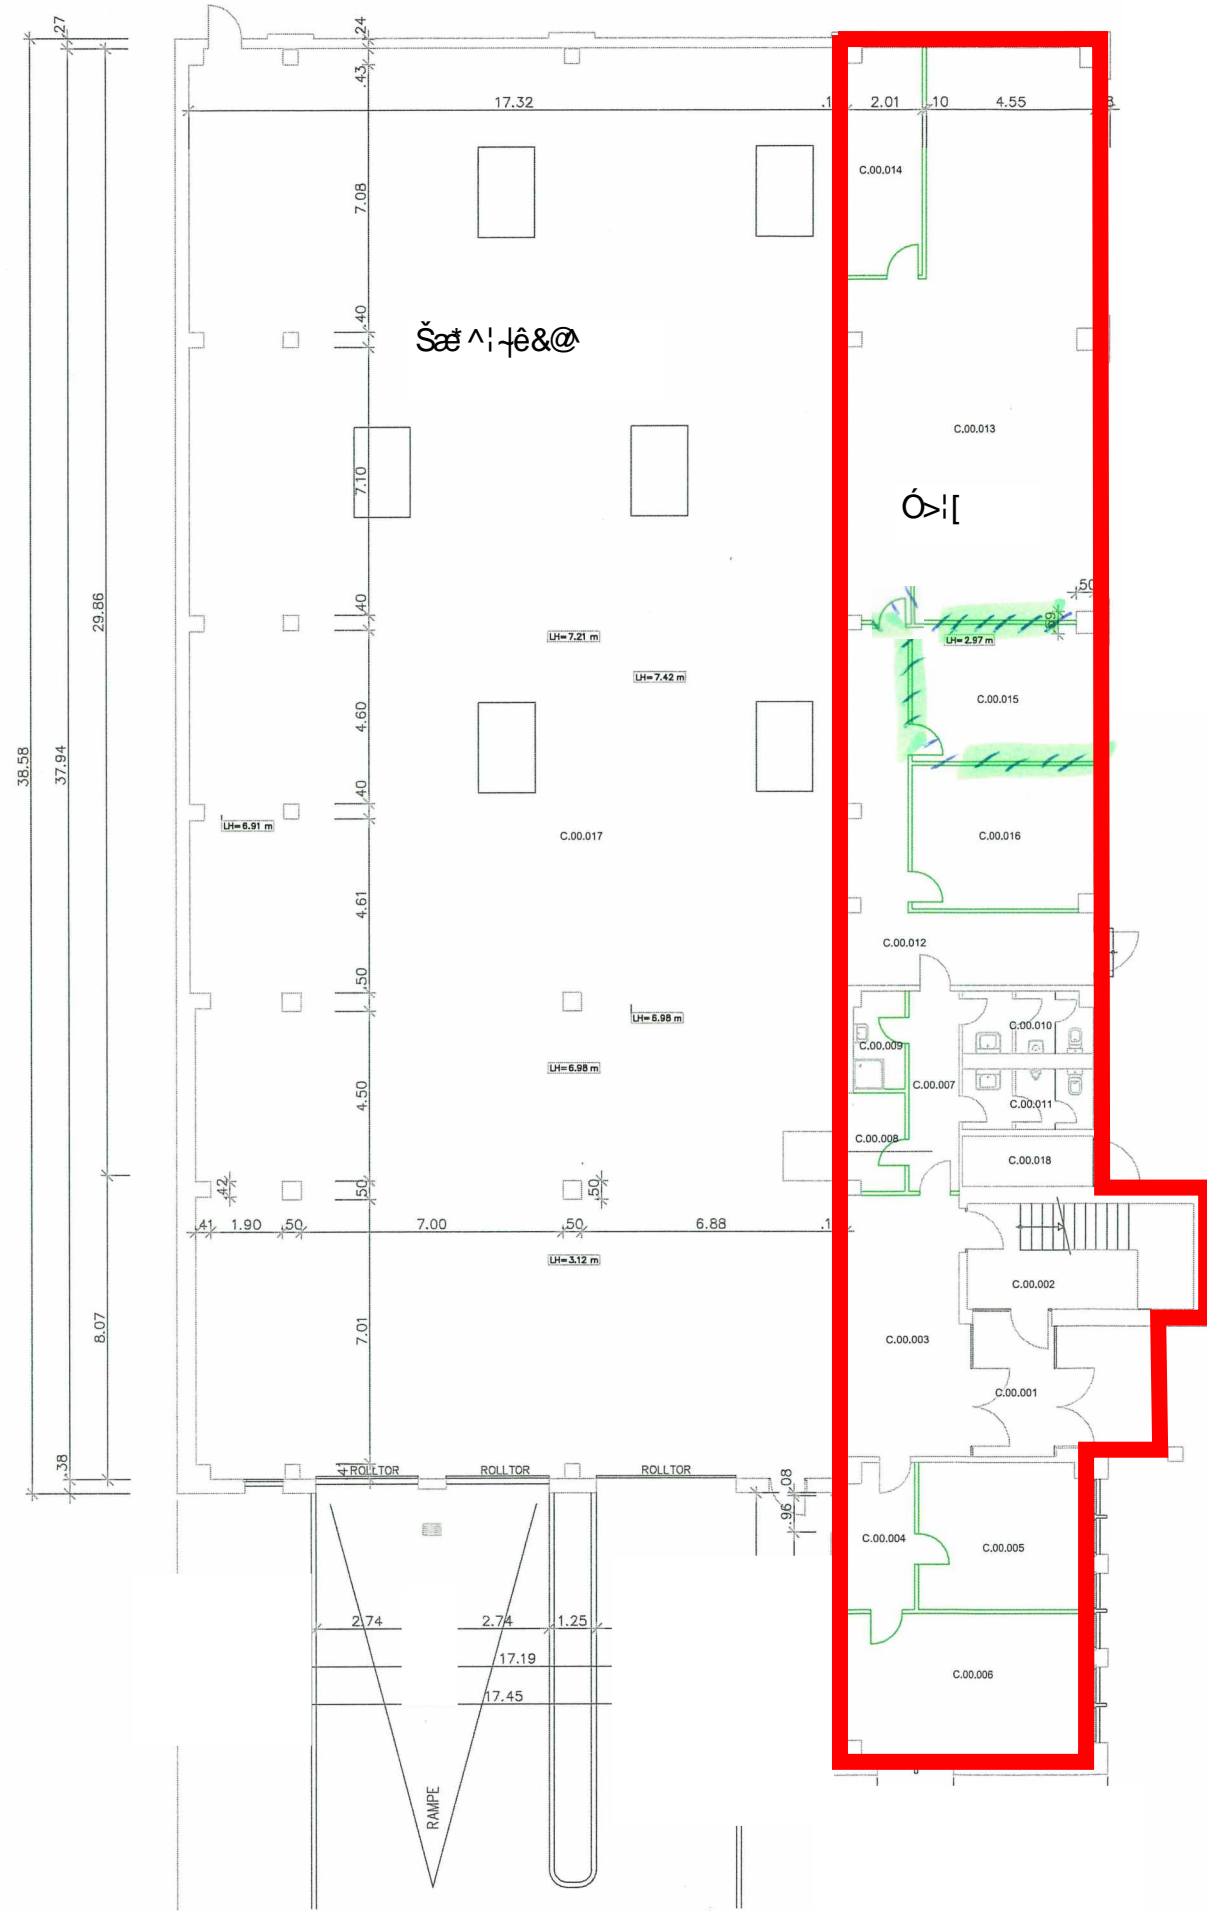 .27
.24
.43
17.32
.1
2.01
.10
4.55
C.00.014
7.08
.40
Šæ* ^¦|-ê&@^
C.00.013
7.10
Ó>¦[
.40
29.86
.50
.69
LH=7.21 m
LH=2.97 m
LH=7.42 m
C.00.015
4.60
38.58
37.94
.40
LH=6.91 m
C.00.017
C.00.016
4.61
C.00.012
.50
LH=6.98 m
C.00.010
C.00.009
LH=6.98 m
C.00.007
4.50
C.00.011
C.00.008
C.00.018
.42
.50
.50
.41
1.90
.50
7.00
.50
6.88
.1
LH=3.12 m
C.00.002
8.07
7.01
C.00.003
C.00.001
.38
.41
ROLLTOR
ROLLTOR
ROLLTOR
.08
.96
C.00.004
C.00.005
2.74
2.74
1.25
17.19
C.00.006
17.45
RAMPE